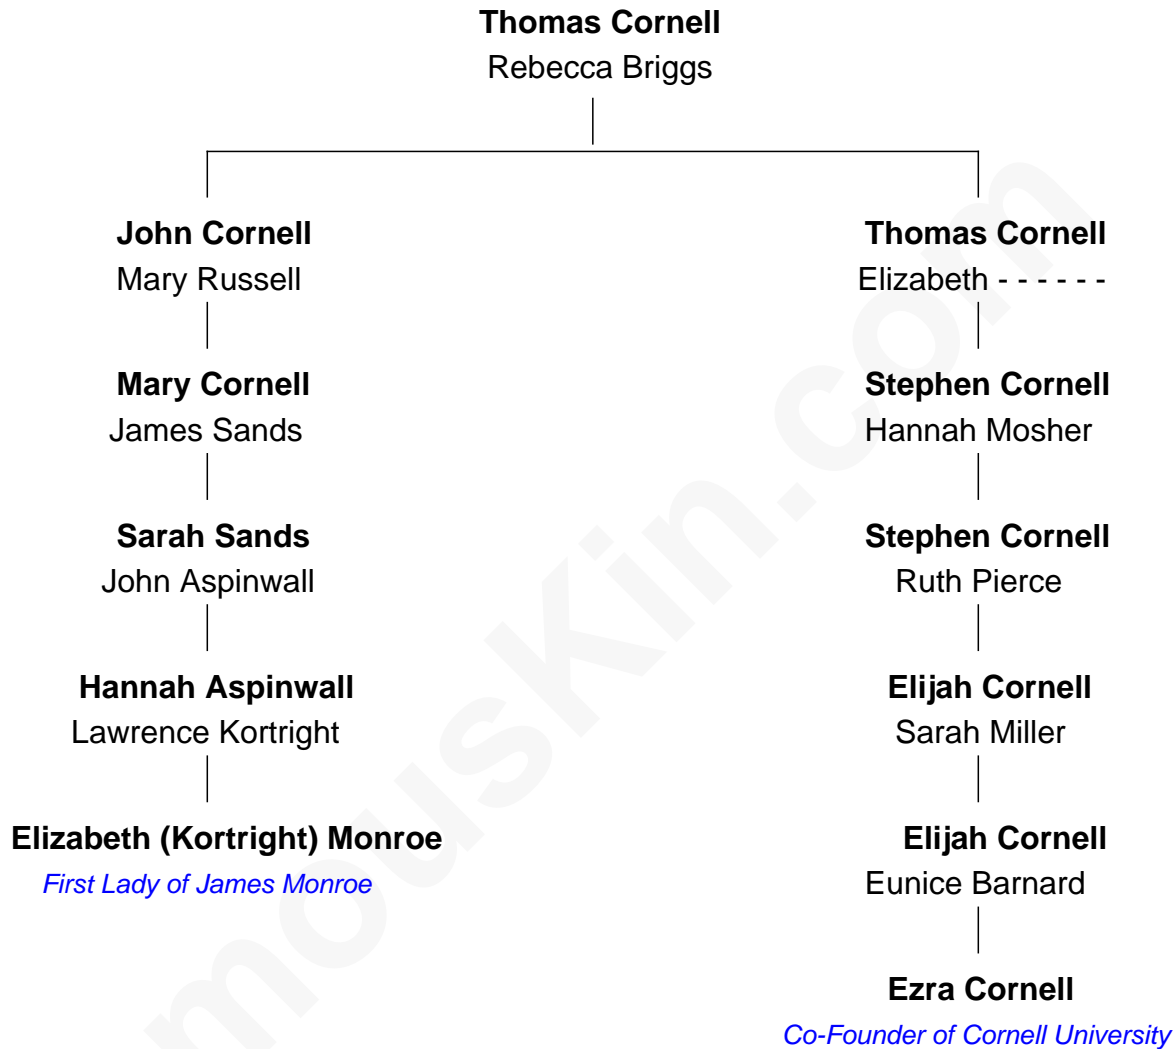 Thomas Cornell
Rebecca Briggs
John Cornell
Mary Russell
Thomas Cornell
Elizabeth - - - - - -
Mary Cornell
James Sands
Stephen Cornell
Hannah Mosher
Sarah Sands
John Aspinwall
Stephen Cornell
Ruth Pierce
Hannah Aspinwall
Lawrence Kortright
Elijah Cornell
Sarah Miller
Elizabeth (Kortright) Monroe
First Lady of James Monroe
Elijah Cornell
Eunice Barnard
Ezra Cornell
Co-Founder of Cornell University
mousKin.com